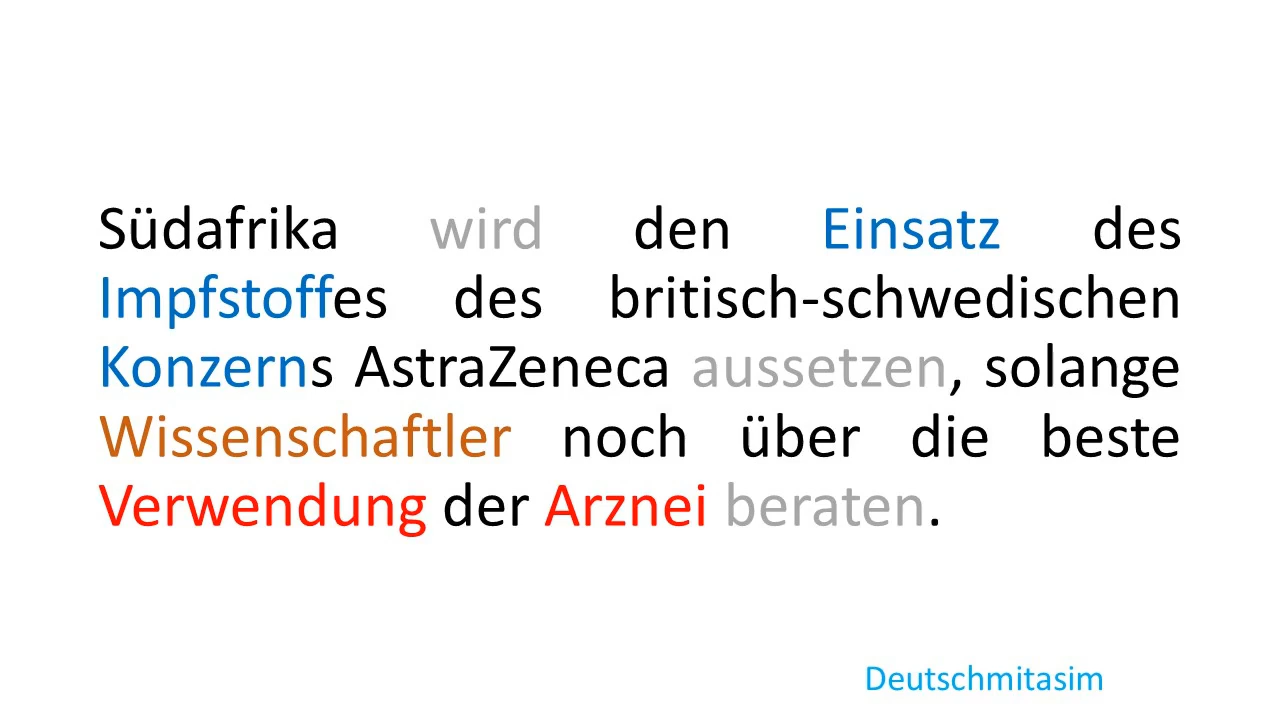 Südafrika wird den Einsatz des
Impfstoffes des britisch-schwedischen
Konzerns AstraZeneca aussetzen, solange
Wissenschaftler noch über die beste
Verwendung der Arznei beraten.
Deutschmitasim